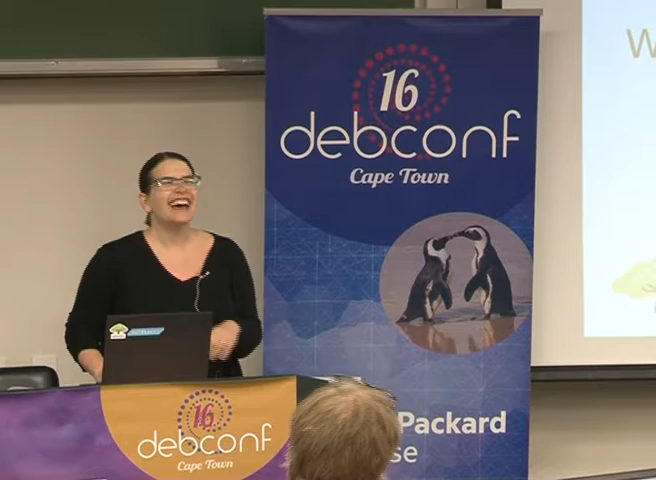 16
debconf
Cape Town
Packard
se
16
debconf
Cape Town
W